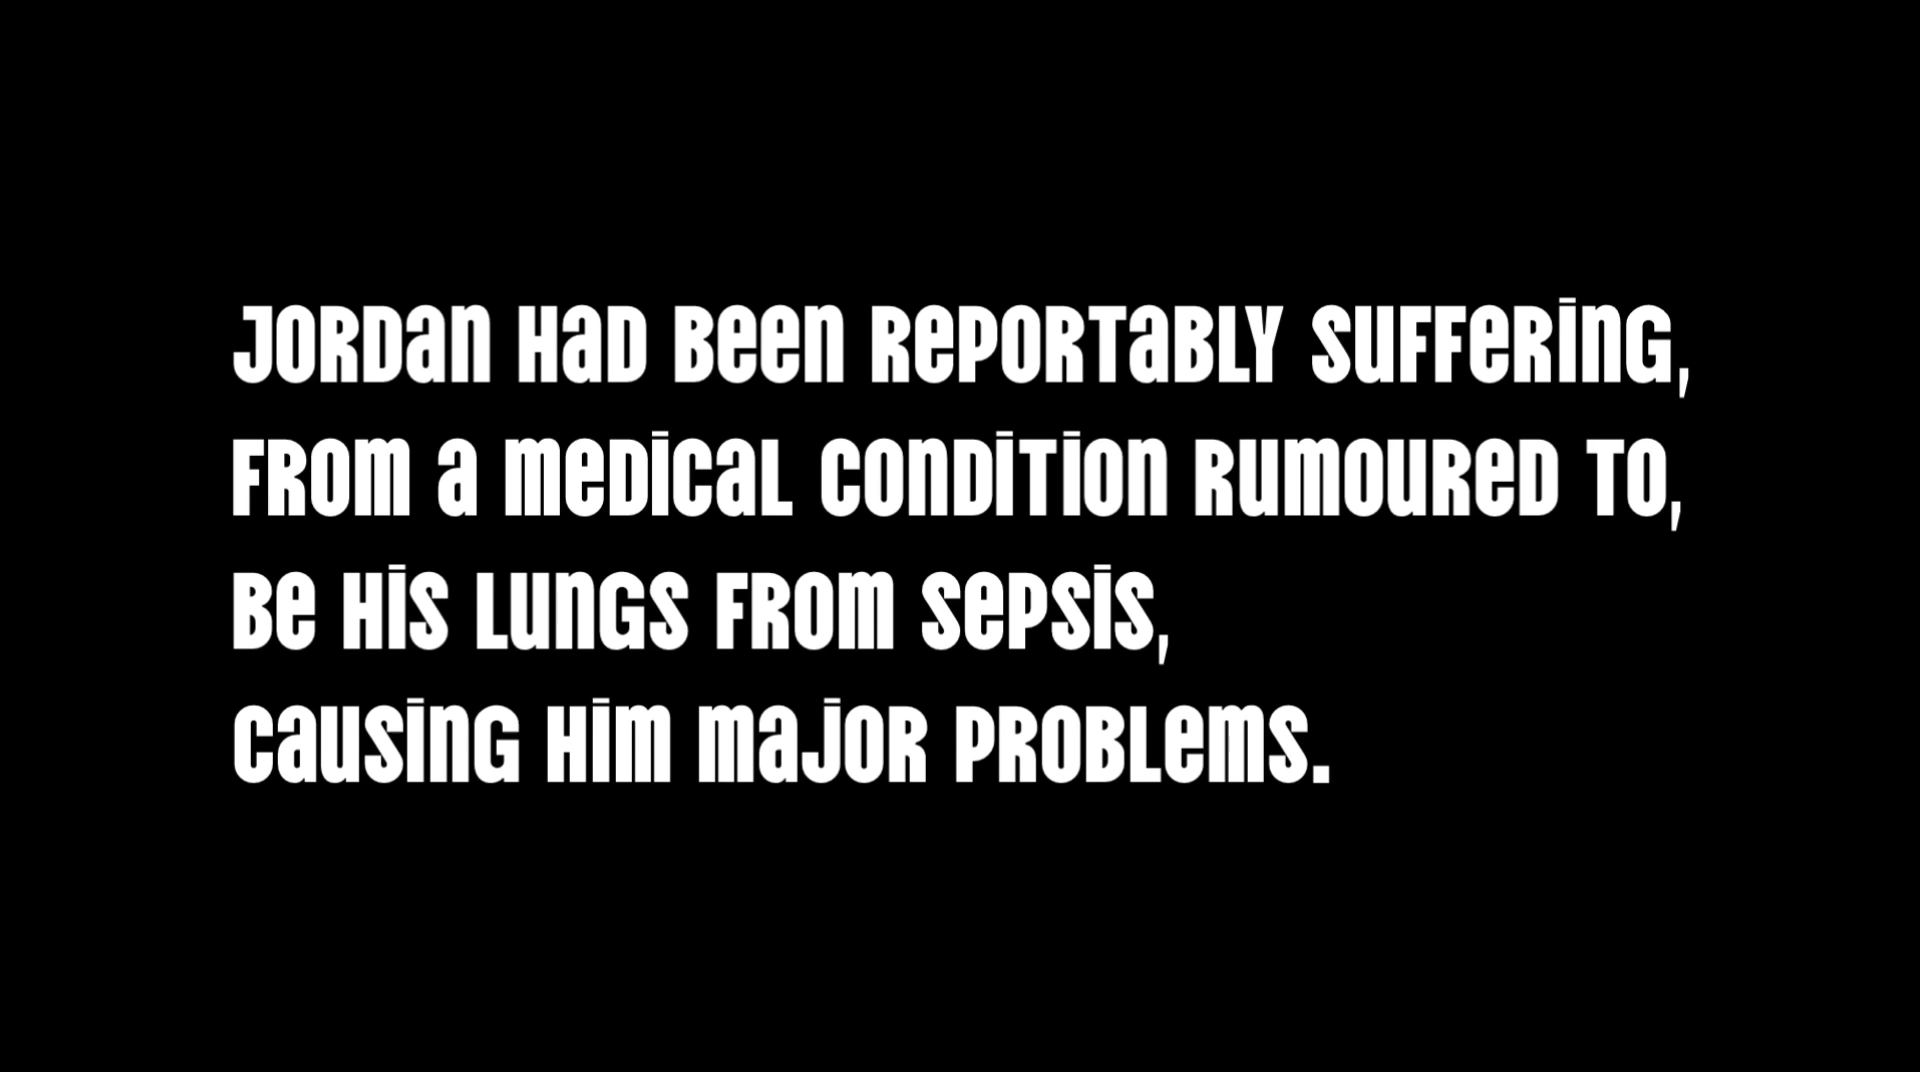 Jordan had been reportably suffering,
from a medical condition rumoured to,
be his lungs from sepsis,
causing him major problems.